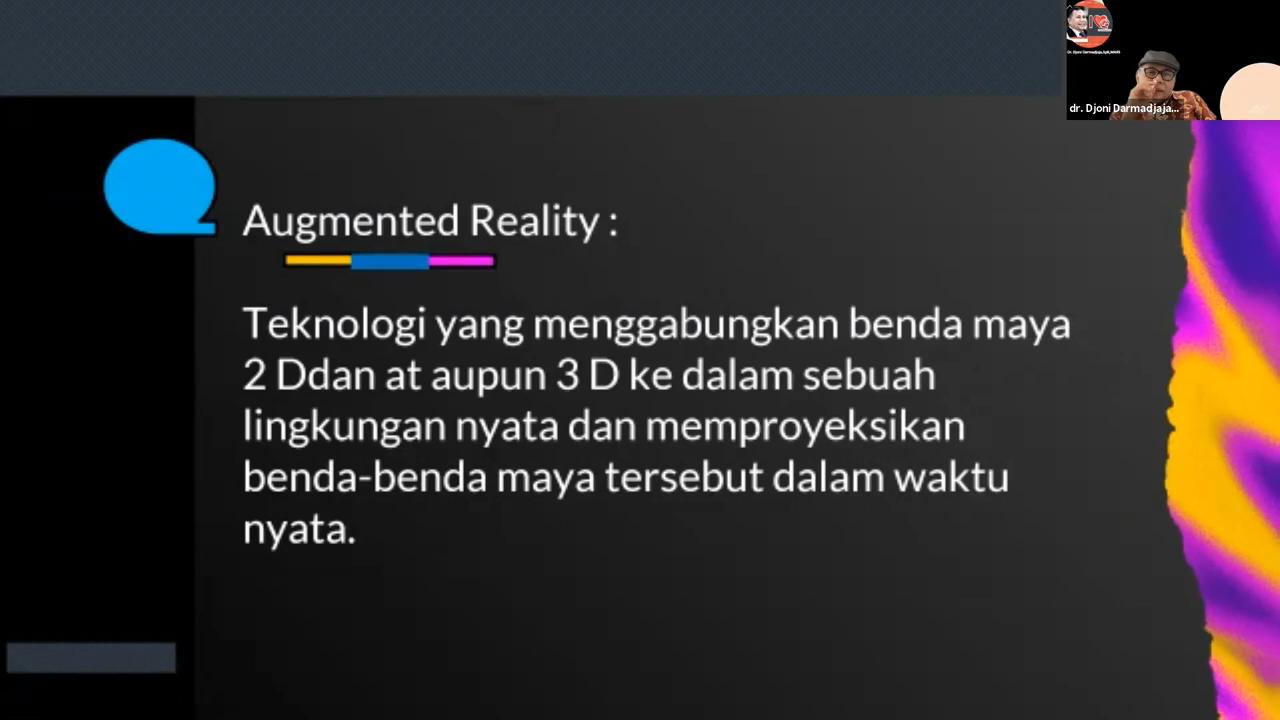 Augmented Reality :
Teknologi yang menggabungkan benda maya
2 Ddan at aupun 3 D ke dalam sebuah
lingkungan nyata dan memproyeksikan
benda-benda maya tersebut dalam waktu
nyata.
dr. Djoni Darmadjaja...